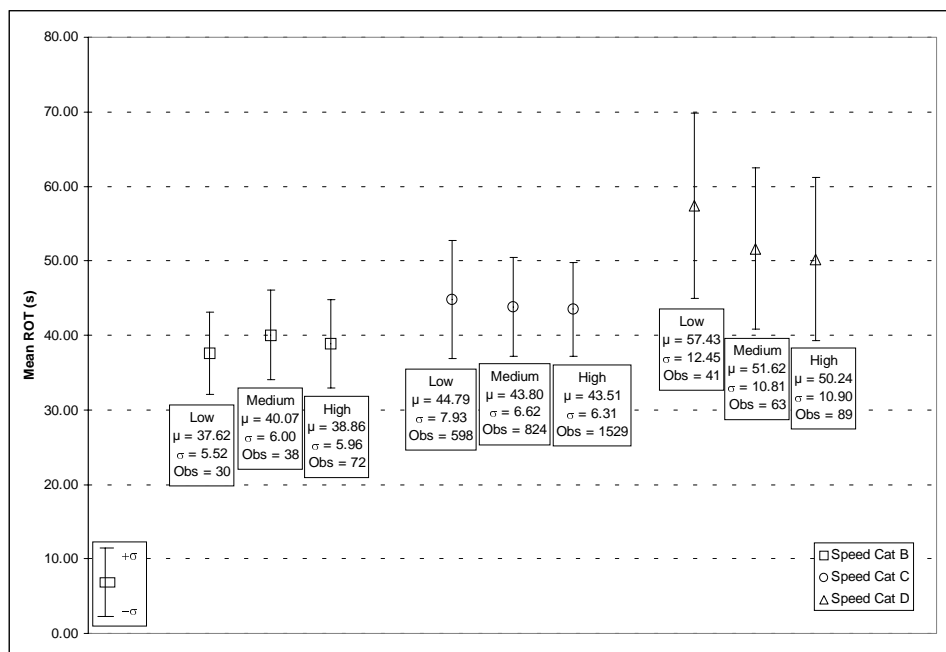 80.00
70.00
60.00
50.00
40.00
30.00
20.00
10.00
0.00
Mean ROT (s)
Low
μ = 37.62
σ = 5.52
Obs = 30
Medium
μ = 40.07
σ = 6.00
Obs = 38
High
μ = 38.86
σ = 5.96
Obs = 72
Low
μ = 44.79
σ = 7.93
Obs = 598
Medium
μ = 43.80
σ = 6.62
Obs = 824
High
μ = 43.51
σ = 6.31
Obs = 1529
Low
μ = 57.43
σ = 12.45
Obs = 41
Medium
μ = 51.62
σ = 10.81
Obs = 63
High
μ = 50.24
σ = 10.90
Obs = 89
+σ
−σ
Speed Cat B
Speed Cat C
Speed Cat D